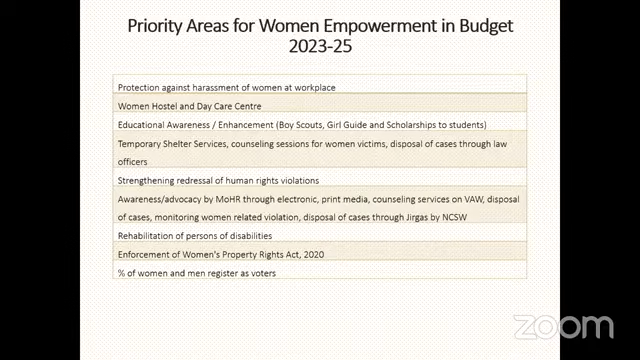 Priority Areas for Women Empowerment in Budget
2023-25
Protection against harassment of women at workplace
Women Hostel and Day Care Centre
Educational Awareness / Enhancement (Boy Scouts, Girl Guide and Scholarships to students)
Temporary Shelter Services, counseling sessions for women victims, disposal of cases through law
officers
Strengthening redressal of human rights violations
Awareness/advocacy by MoHR through electronic, print media, counseling services on VAW, disposal
of cases, monitoring women related violation, disposal of cases through Jirgas by NCSW
Rehabilitation of persons of disabilities
Enforcement of Women's Property Rights Act, 2020
% of women and men register as voters
zoom